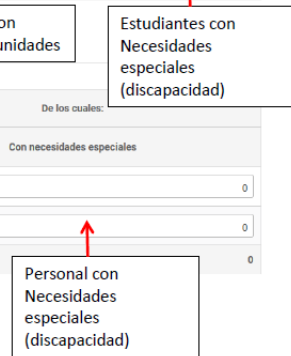 on
unidades
Estudiantes con
Necesidades
especiales
(discapacidad)
De los cuales:
Con necesidades especiales
0
0
0
Personal con
Necesidades
especiales
(discapacidad)